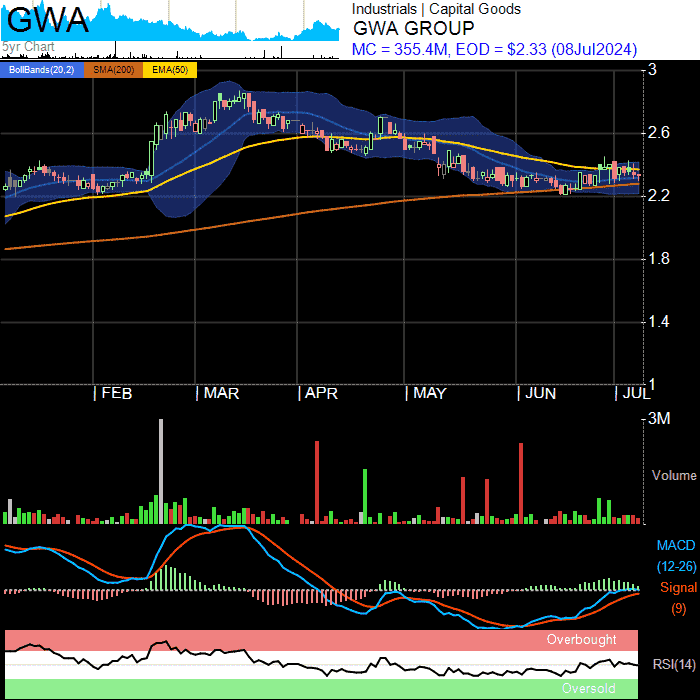 GWA
5yr Chart
Industrials | Capital Goods
GWA GROUP
MC = 355.4M, EOD = $2.33 (08Jul2024)
BollBands(20,2) SMA(200) EMA(50)
3
2.6
2.2
1.8
1.4
1
| FEB | MAR | APR | MAY | JUN | JUL
3M
Volume
MACD
(12-26)
Signal
(9)
Overbought
RSI(14)
Oversold